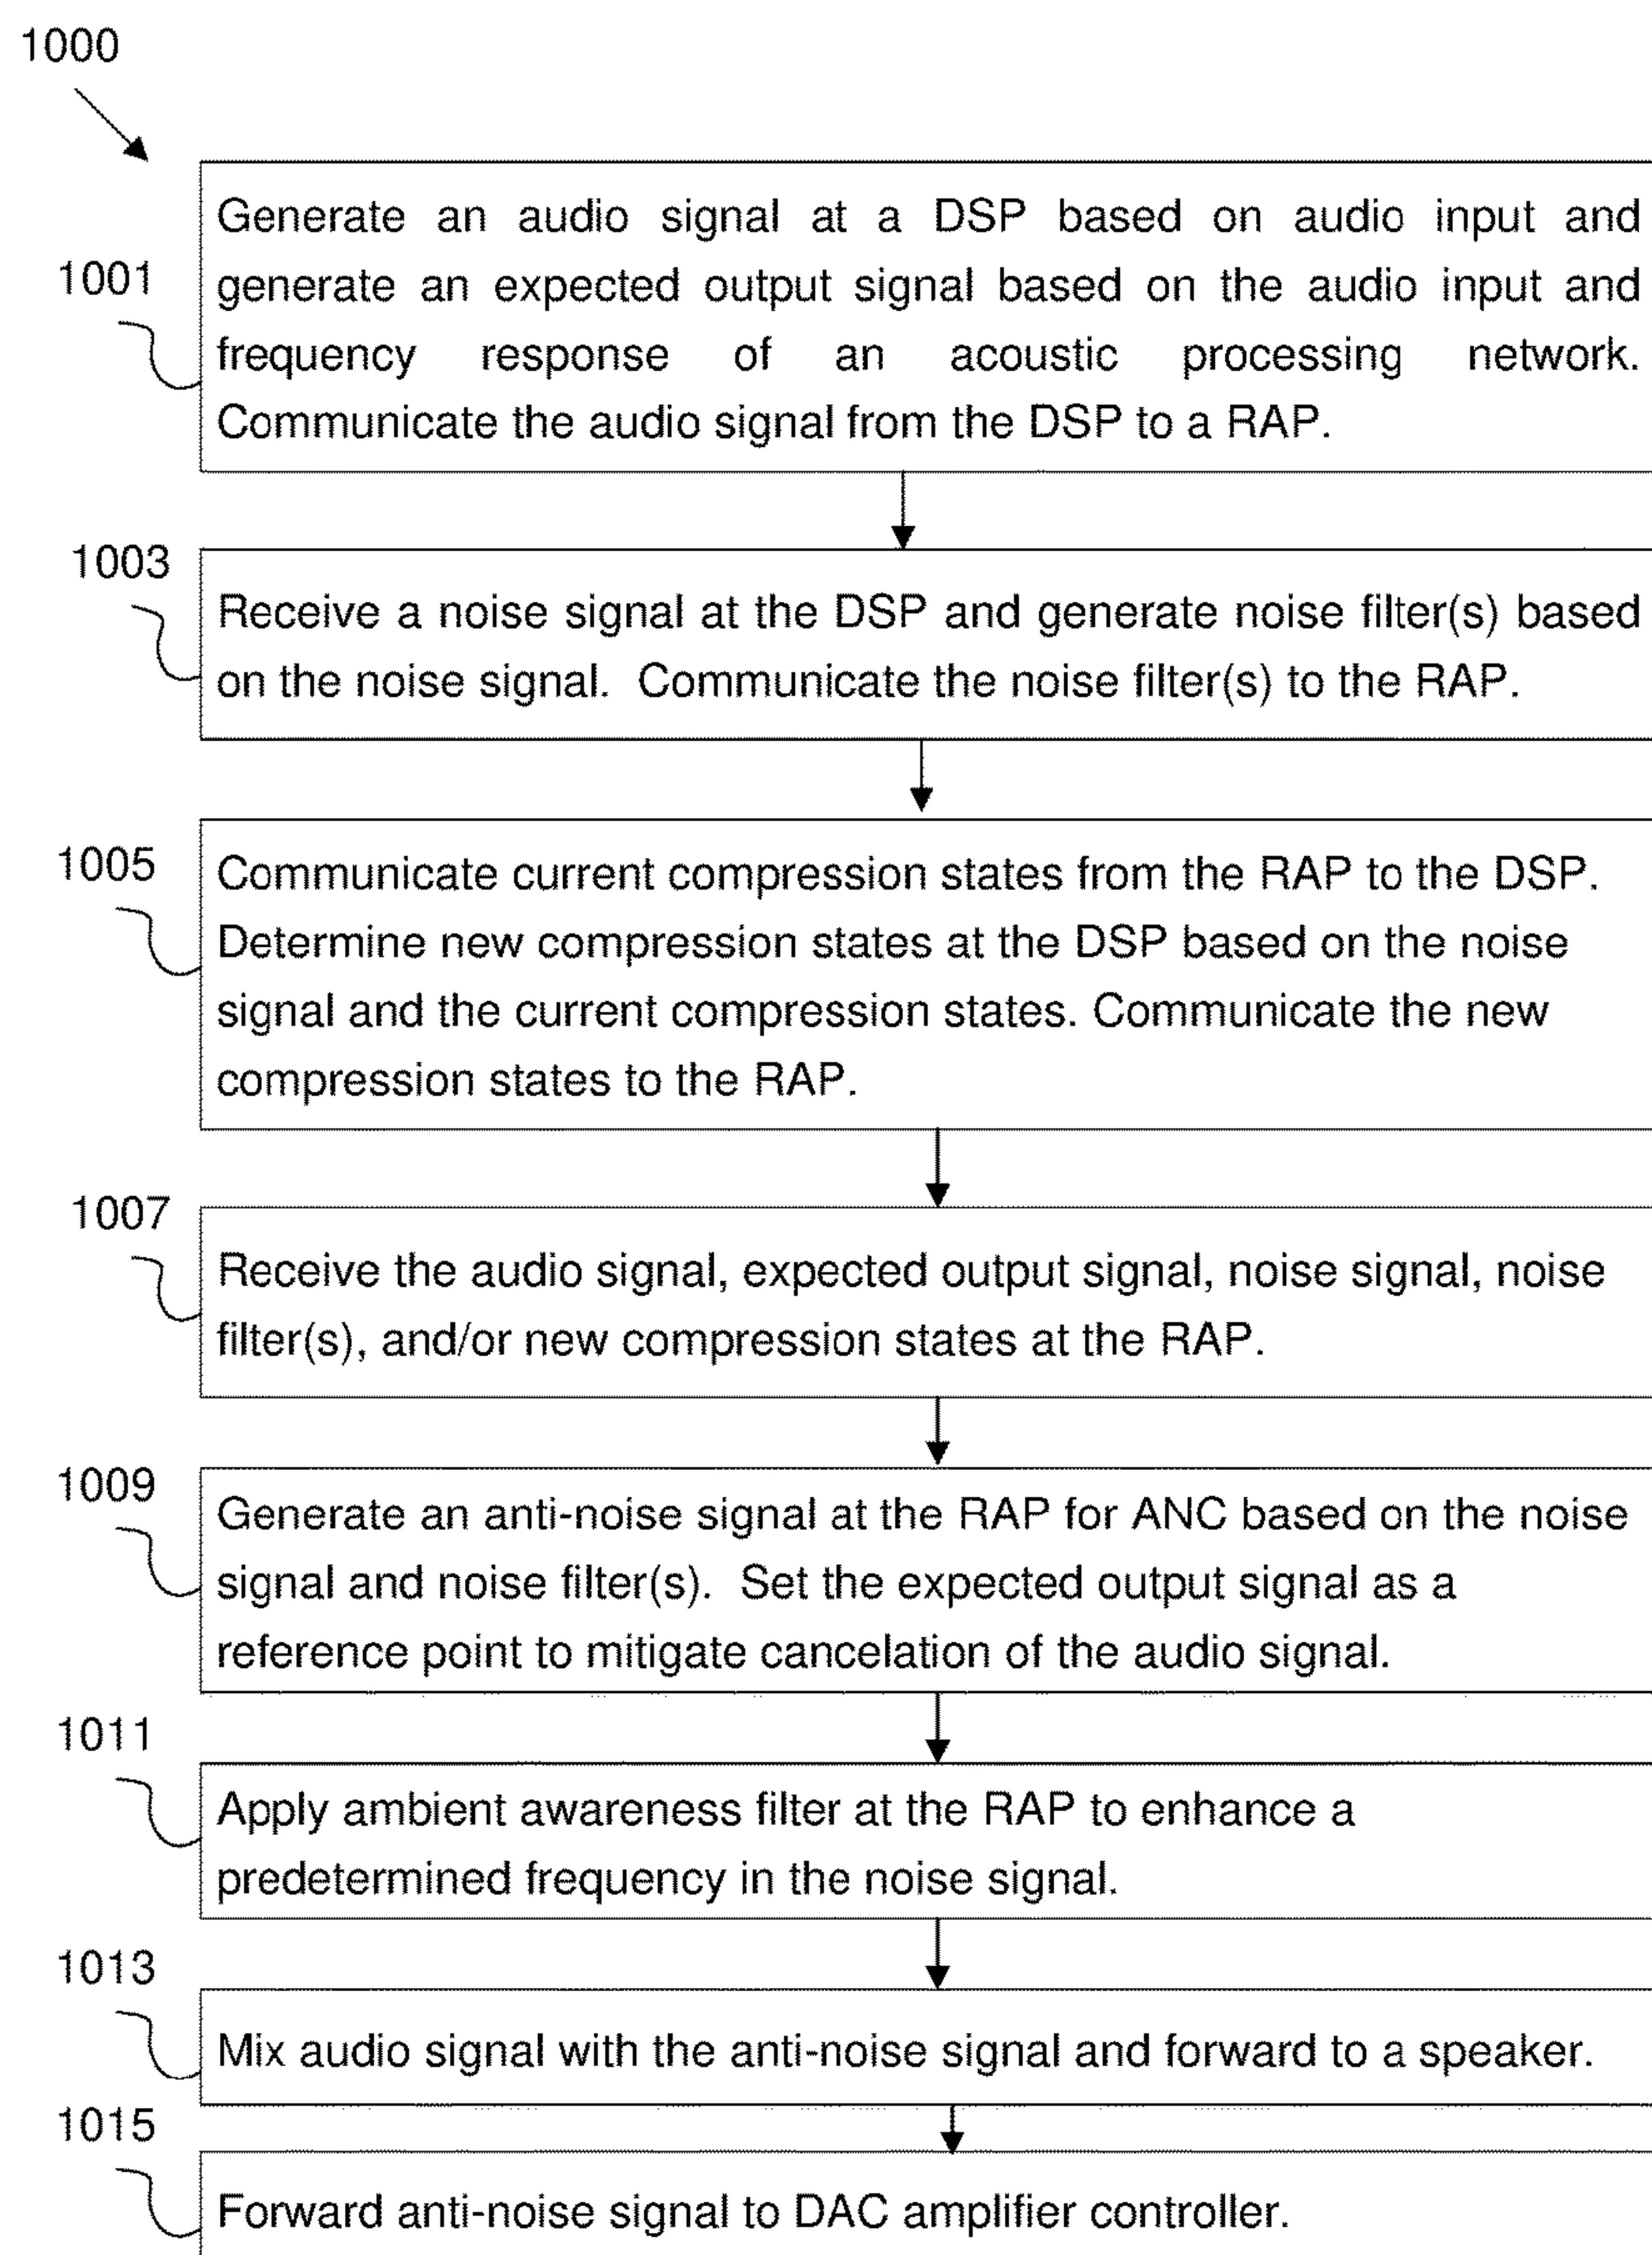 1000
1001
Generate an audio signal at a DSP based on audio input and
generate an expected output signal based on the audio input and
frequency response of an acoustic processing network.
Communicate the audio signal from the DSP to a RAP.
1003
Receive a noise signal at the DSP and generate noise filter(s) based
on the noise signal. Communicate the noise filter(s) to the RAP.
1005
Communicate current compression states from the RAP to the DSP.
Determine new compression states at the DSP based on the noise
signal and the current compression states. Communicate the new
compression states to the RAP.
1007
Receive the audio signal, expected output signal, noise signal, noise
filter(s), and/or new compression states at the RAP.
1009
Generate an anti-noise signal at the RAP for ANC based on the noise
signal and noise filter(s). Set the expected output signal as a
reference point to mitigate cancelation of the audio signal.
1011
Apply ambient awareness filter at the RAP to enhance a
predetermined frequency in the noise signal.
1013
Mix audio signal with the anti-noise signal and forward to a speaker.
1015
Forward anti-noise signal to DAC amplifier controller.